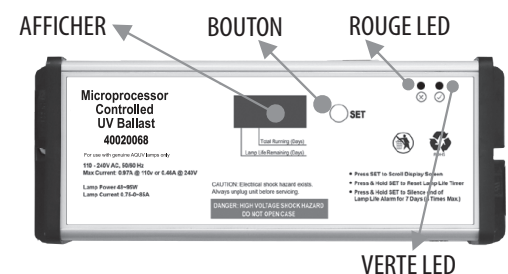 AFFICHER
BOUTON
ROUGE LED
Microprocessor
Controlled
UV Ballast
40020068
For use with genuine AQUV lamps only
110 - 240V AC, 50/60 Hz
Max Current: 0.97A @ 110v or 0.46A @ 240V
Lamp Power 40~95W
Lamp Current 0.75-0~85A
SET
Total Running (Days)
Lamp Life Remaining (Days)
CAUTION: Electrical shock hazard exists.
Always unplug unit before servicing.
DANGER: HIGH VOLTAGE SHOCK HAZARD
DO NOT OPEN CASE
Press SET to Scroll Display Screen
Press & Hold SET to Reset Lamp Life Timer
Press & Hold SET to Silence end of
Lamp Life Alarm for 7 Days Times Max.)
VERTE LED